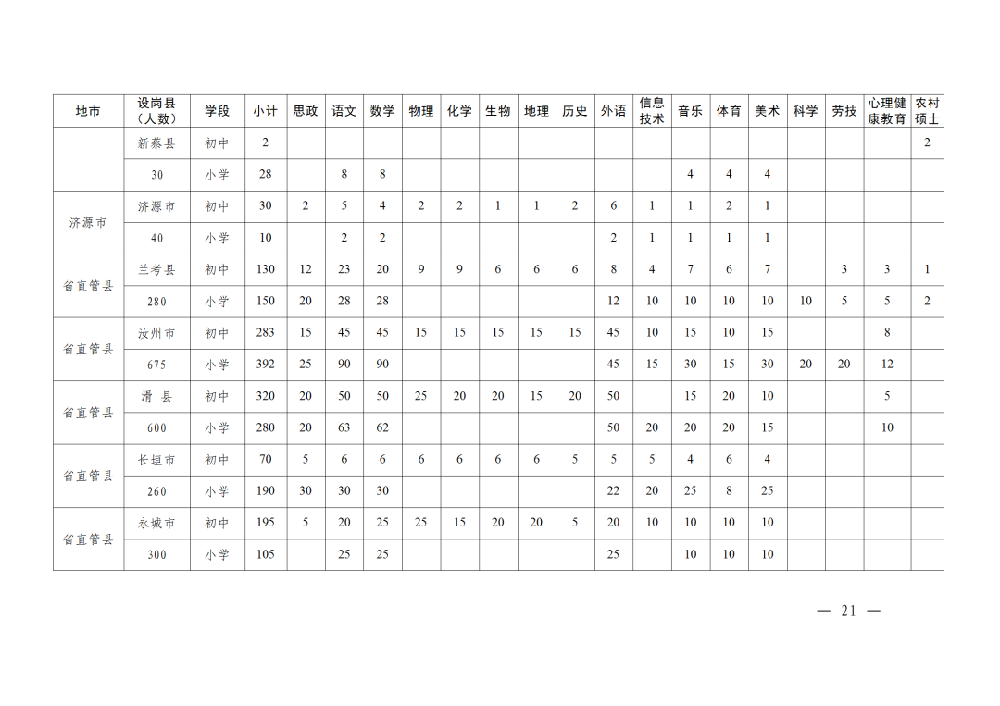 地市 设岗县（人数） 学段 小计 思政 语文 数学 物理 化学 生物 地理 历史 外语 信息技术 音乐 体育 美术 科学 劳技 心理健康教育 农村硕士
新蔡县 初中 2 2
30 小学 28 8 8 4 4 4
济源市 济源市 初中 30 2 5 4 2 2 1 1 2 6 1 1 2 1
40 小学 10 2 2 2 1 1 1 1
省直管县 兰考县 初中 130 12 23 20 9 9 6 6 6 8 4 7 6 7 3 3 1
280 小学 150 20 28 28 12 10 10 10 10 10 5 5 2
省直管县 汝州市 初中 283 15 45 45 15 15 15 15 15 45 10 15 10 15 8
675 小学 392 25 90 90 45 15 30 15 30 20 20 12
省直管县 滑 县 初中 320 20 50 50 25 20 20 15 20 50 15 20 10 5
600 小学 280 20 63 62 50 20 20 20 15 10
省直管县 长垣市 初中 70 5 6 6 6 6 6 6 5 5 5 4 6 4
260 小学 190 30 30 30 22 20 25 8 25
省直管县 永城市 初中 195 5 20 25 25 15 20 20 5 20 10 10 10 10
300 小学 105 25 25 25 10 10 10
— 21 —